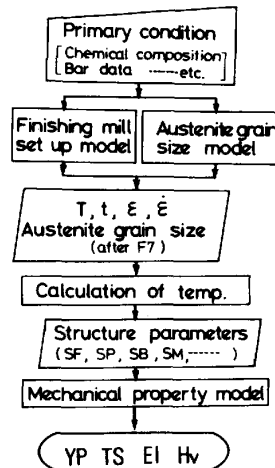 Primary condition
[ Chemical composition
Bar data ------etc. ]
Finishing mill
set up model
Austenite grain
size model
T, t, ε, ε̇
Austenite grain size
(after F7)
Calculation of temp.
Structure parameters
(SF, SP, SB, SM,------ )
Mechanical property model
YP TS El Hv